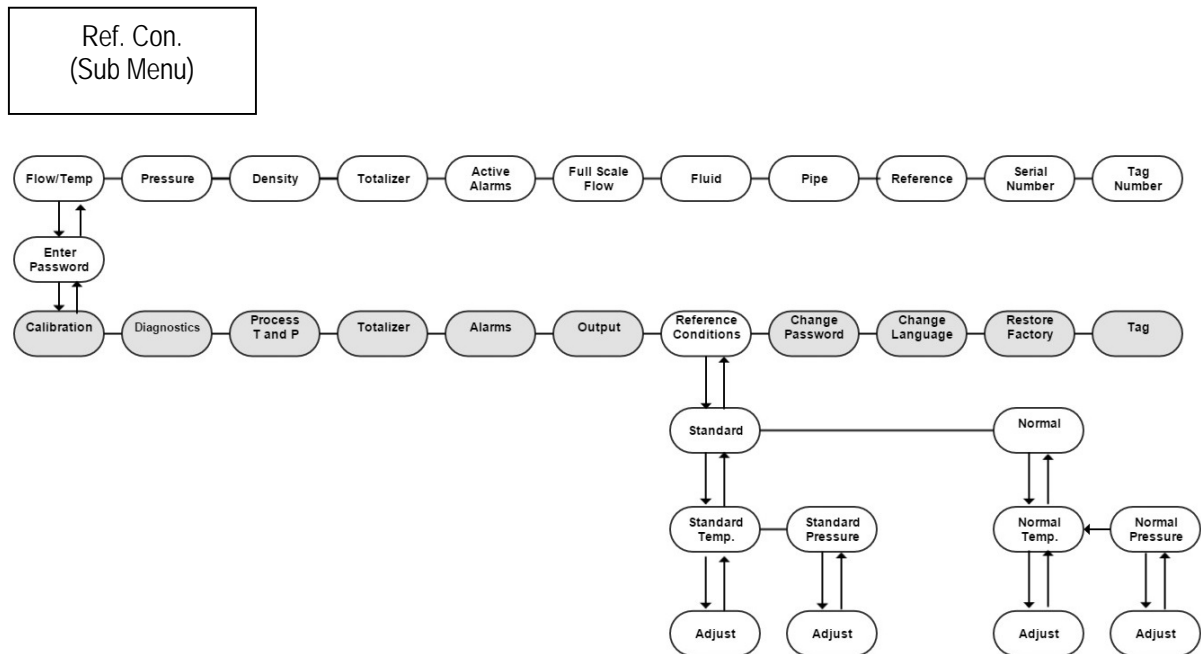 Ref. Con.
(Sub Menu)
Flow/Temp
Pressure
Density
Totalizer
Active
Alarms
Full Scale
Flow
Fluid
Pipe
Reference
Serial
Number
Tag
Number
Enter
Password
Calibration
Diagnostics
Process
T and P
Totalizer
Alarms
Output
Reference
Conditions
Change
Password
Change
Language
Restore
Factory
Tag
Standard
Normal
Standard
Temp.
Standard
Pressure
Normal
Temp.
Normal
Pressure
Adjust
Adjust
Adjust
Adjust